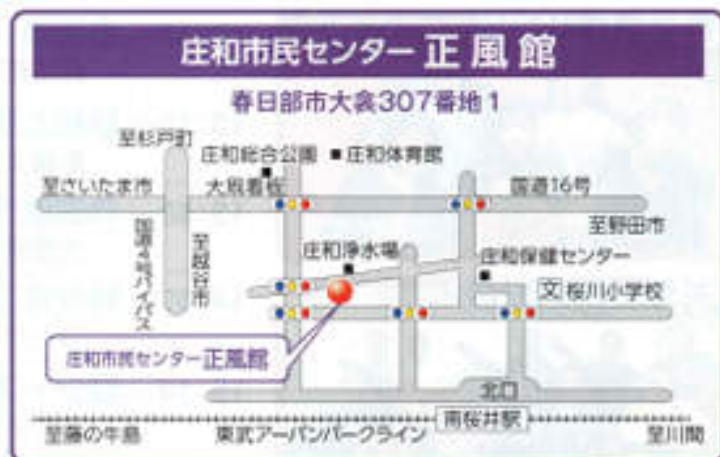 庄和市民センター 正風館
春日部市大衾307番地1
至杉戸町
庄和総合公園
庄和体育館
至さいたま市
大凧看板
国道16号
至野田市
国道4号バイパス
至越谷市
庄和浄水場
庄和保健センター
文 桜川小学校
庄和市民センター 正風館
北口
南桜井駅
至藤の牛島
東武アーバンパークライン
至川間